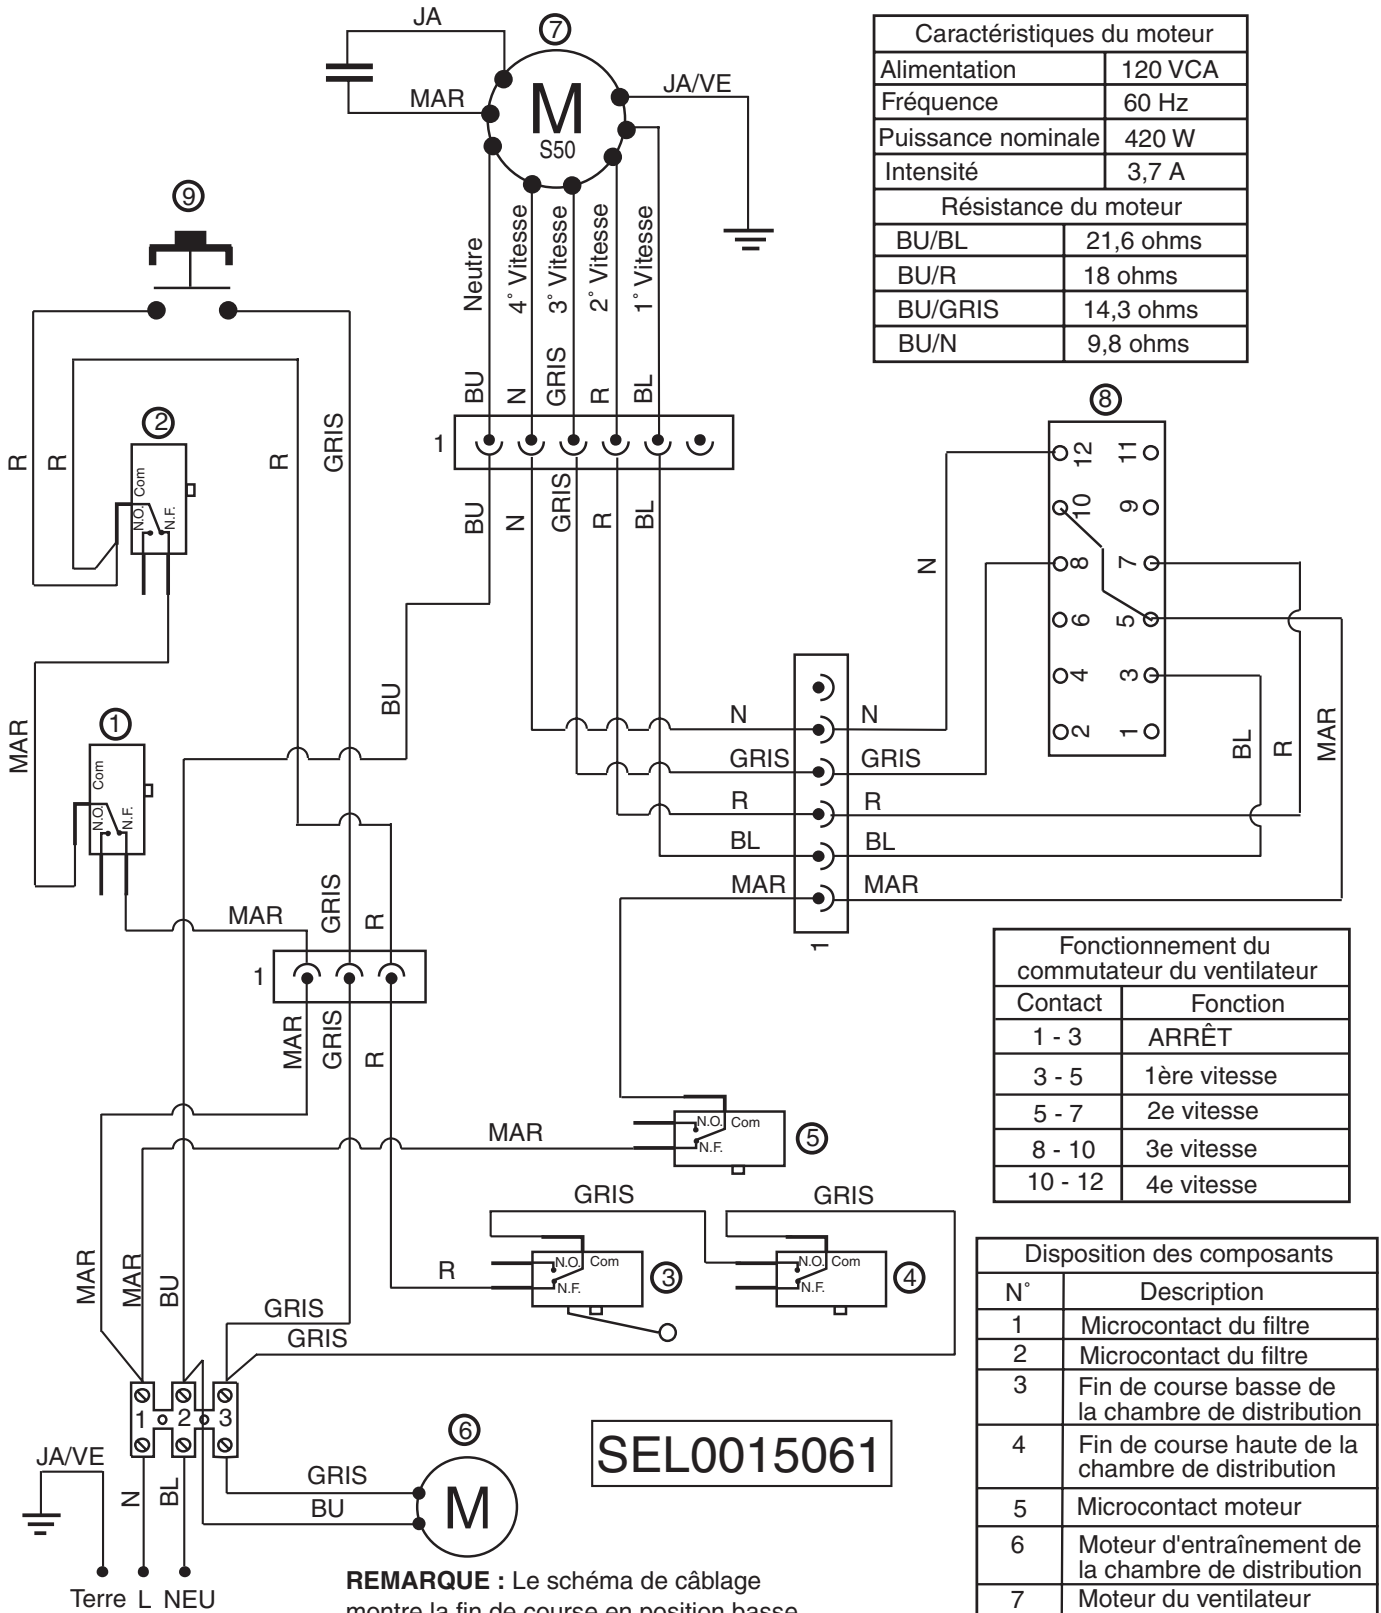 JA
7
MAR
M
S50
JA/VE
Caractéristiques du moteur
Alimentation 120 VCA
Fréquence 60 Hz
Puissance nominale 420 W
Intensité 3,7 A
Résistance du moteur
BU/BL 21,6 ohms
BU/R 18 ohms
BU/GRIS 14,3 ohms
BU/N 9,8 ohms
9
Neutre
4° Vitesse
3° Vitesse
2° Vitesse
1° Vitesse
BU
N
GRIS
R
BL
1
BU
N
GRIS
R
BL
R
R
R
GRIS
2
Com
N.O.
N.F.
8
12 11
10 9
8 7
6 5
4 3
2 1
N
BL
R
MAR
MAR
BU
1
Com
N.O.
N.F.
N N
GRIS GRIS
R R
BL BL
MAR MAR
1
MAR
GRIS
R
1
MAR
GRIS
R
Fonctionnement du
commutateur du ventilateur
Contact Fonction
1 - 3 ARRÊT
3 - 5 1ère vitesse
5 - 7 2e vitesse
8 - 10 3e vitesse
10 - 12 4e vitesse
N.O. Com
N.F.
5
MAR
GRIS
GRIS
R
N.O. Com
N.F.
3
N.O. Com
N.F.
4
MAR
MAR
BU
GRIS
GRIS
1 2 3
JA/VE
N
BL
GRIS
BU
6
M
SEL0015061
Terre L NEU
REMARQUE : Le schéma de câblage
montre la fin de course en position basse
Disposition des composants
N° Description
1 Microcontact du filtre
2 Microcontact du filtre
3 Fin de course basse de
la chambre de distribution
4 Fin de course haute de la
chambre de distribution
5 Microcontact moteur
6 Moteur d'entraînement de
la chambre de distribution
7 Moteur du ventilateur